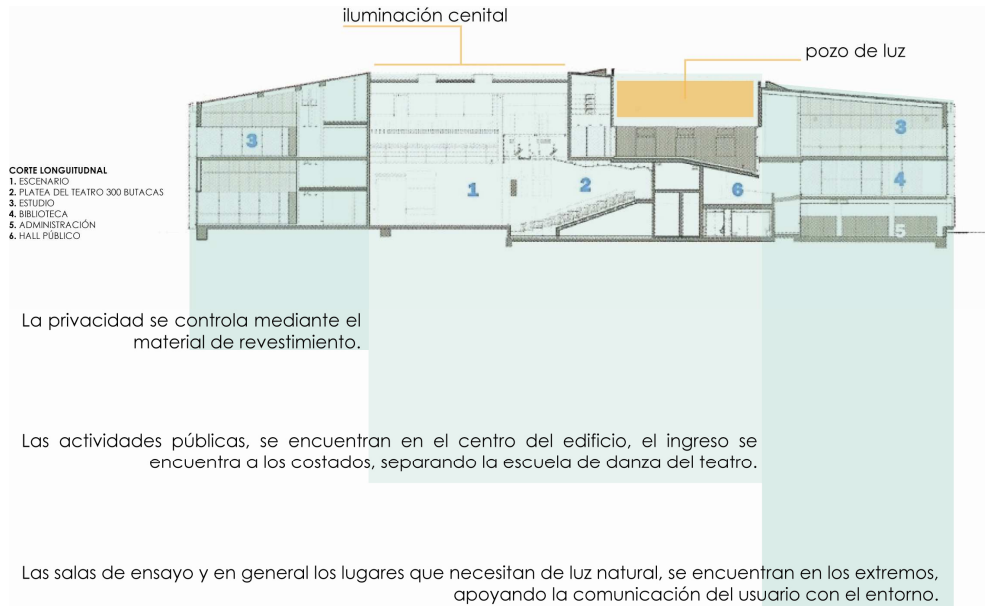 iluminación cenital
pozo de luz
3
3
CORTE LONGUITUDNAL
1. ESCENARIO
2. PLATEA DEL TEATRO 300 BUTACAS
3. ESTUDIO
4. BIBLIOTECA
5. ADMINISTRACIÓN
6. HALL PÚBLICO
1
2
6
4
5
La privacidad se controla mediante el
material de revestimiento.
Las actividades públicas, se encuentran en el centro del edificio, el ingreso se
encuentra a los costados, separando la escuela de danza del teatro.
Las salas de ensayo y en general los lugares que necesitan de luz natural, se encuentran en los extremos,
apoyando la comunicación del usuario con el entorno.